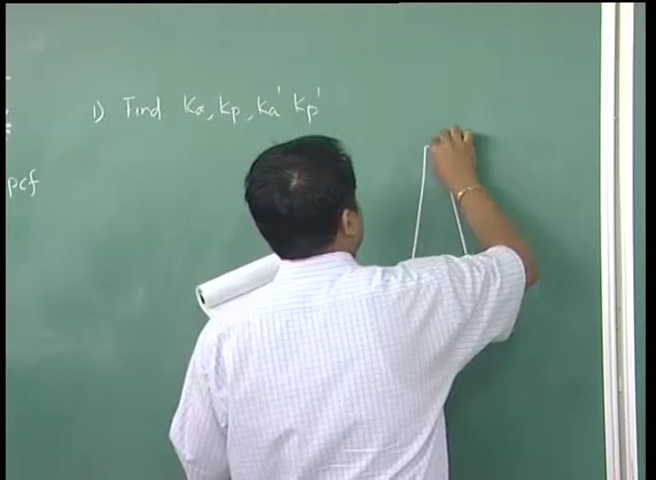 1) Find Ka, Kp, Ka' Kp'
pcf